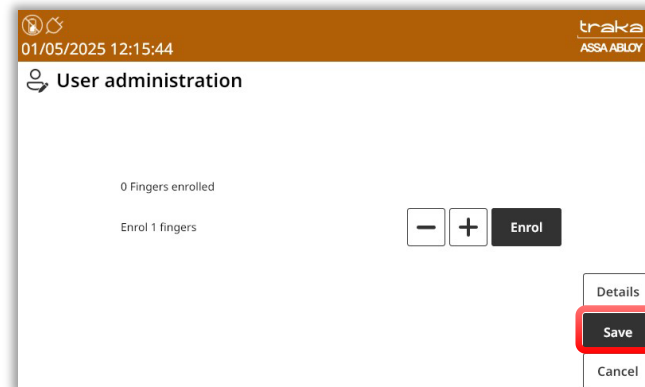 01/05/2025 12:15:44
traka
ASSA ABLOY
User administration
0 Fingers enrolled
Enrol 1 fingers
Enrol
Details
Save
Cancel